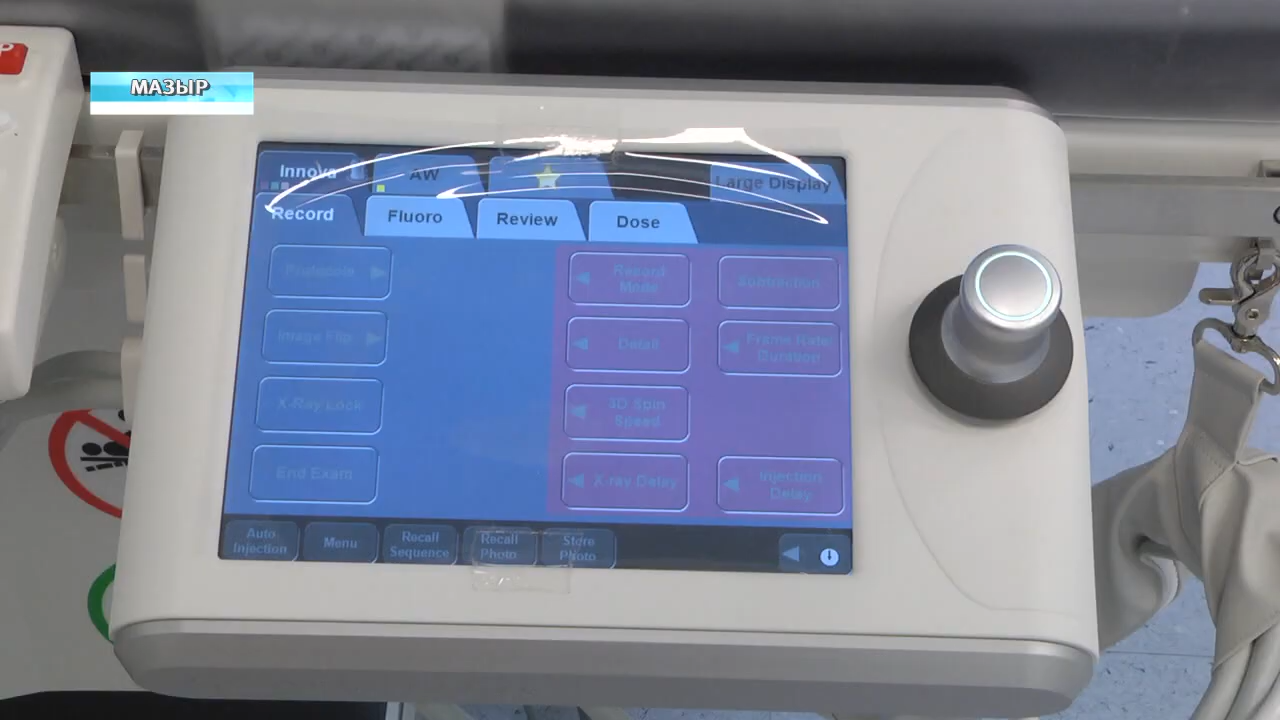 МАЗЫР
Innova
AW
Large Display
Record
Fluoro
Review
Dose
Record
Mode
Subtraction
Image Flip
Detail
Frame Rate/
Duration
X-Ray Lock
3D Spin
Speed
End Exam
X-ray Delay
Injection
Delay
Auto
Injection
Menu
Recall
Sequence
Recall
Photo
Store
Photo